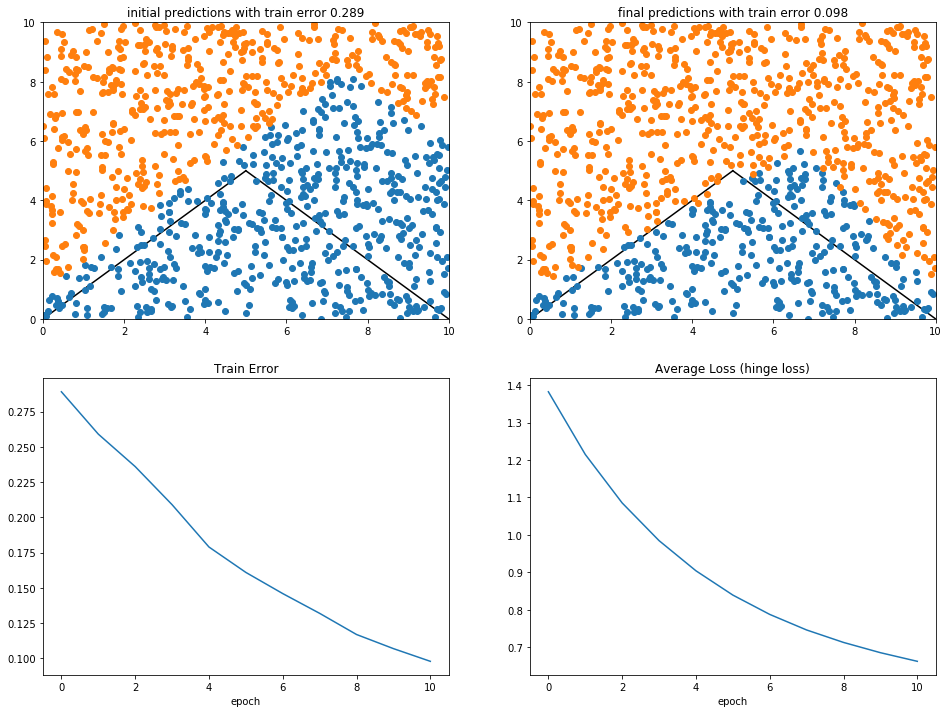 initial predictions with train error 0.289
10
8
6
4
2
0
0 2 4 6 8 10
final predictions with train error 0.098
10
8
6
4
2
0
0 2 4 6 8 10
Train Error
0.275
0.250
0.225
0.200
0.175
0.150
0.125
0.100
0 2 4 6 8 10
epoch
Average Loss (hinge loss)
1.4
1.3
1.2
1.1
1.0
0.9
0.8
0.7
0 2 4 6 8 10
epoch